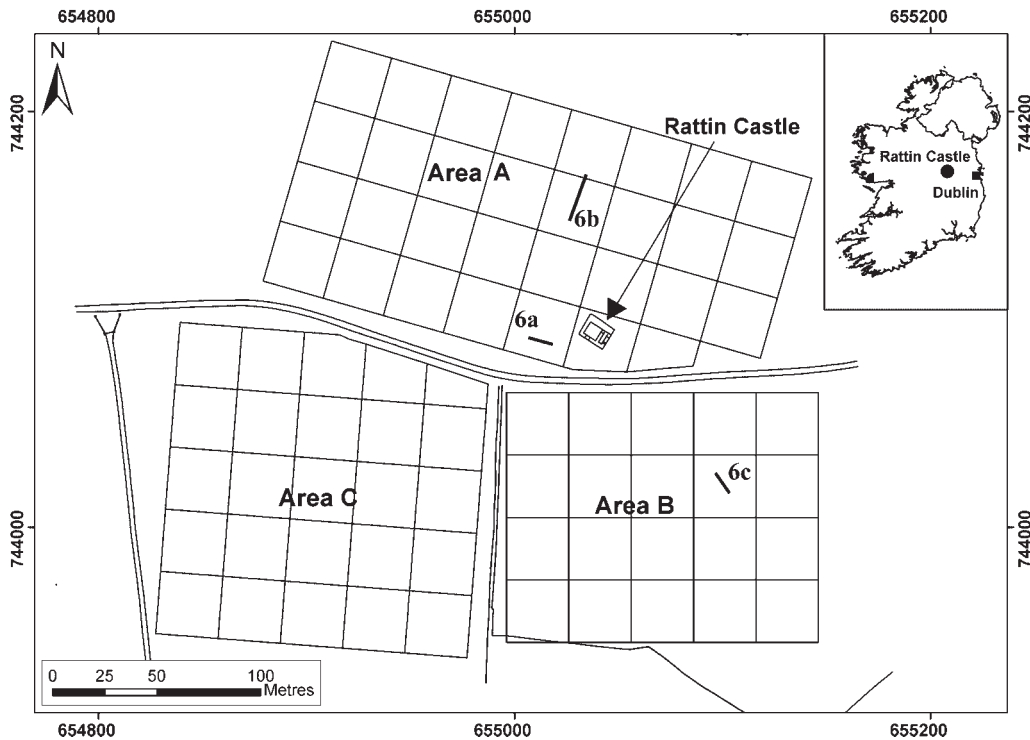 654800
655000
655200
N
744200
744200
Rattin Castle
Area A
6b
Rattin Castle
Dublin
6a
6c
Area C
Area B
744000
744000
0 25 50 100
Metres
654800
655000
655200